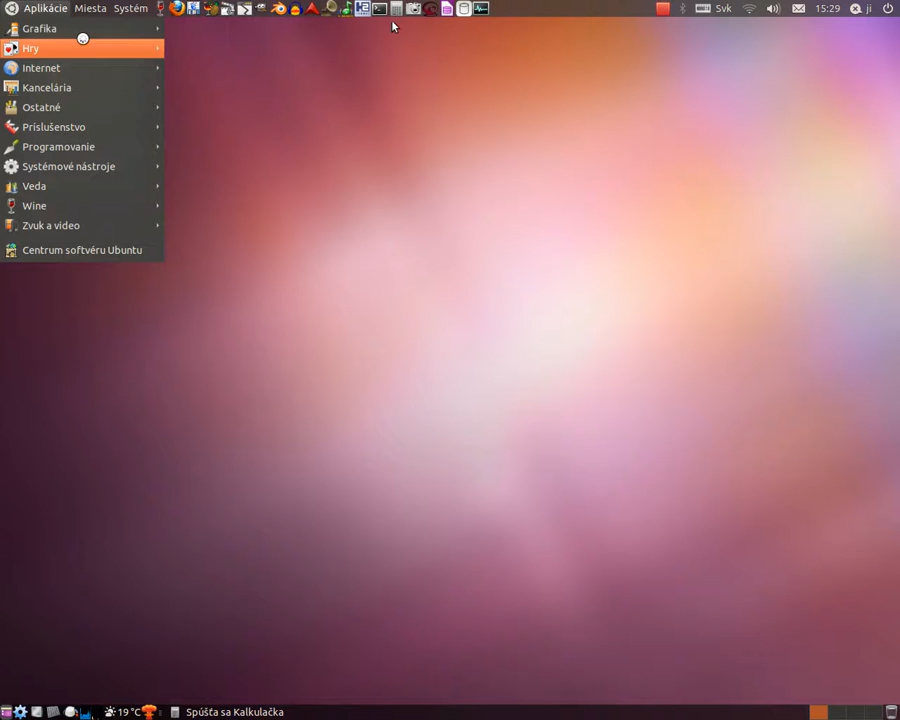 Aplikácie Miesta Systém Svk 15:29 ji
Grafika
Hry
Internet
Kancelária
Ostatné
Príslušenstvo
Programovanie
Systémové nástroje
Veda
Wine
Zvuk a video
Centrum softvéru Ubuntu
19 °C Spúšťa sa Kalkulačka